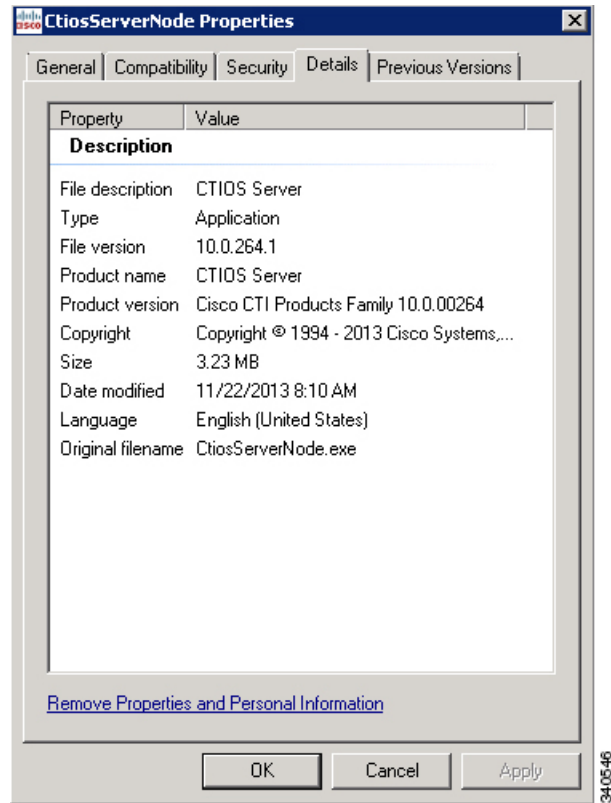 CtiosServerNode Properties
General Compatibility Security Details Previous Versions
Property Value
Description
File description CTIOS Server
Type Application
File version 10.0.264.1
Product name CTIOS Server
Product version Cisco CTI Products Family 10.0.00264
Copyright Copyright © 1994 - 2013 Cisco Systems,...
Size 3.23 MB
Date modified 11/22/2013 8:10 AM
Language English (United States)
Original filename CtiosServerNode.exe
Remove Properties and Personal Information
OK Cancel Apply
340546